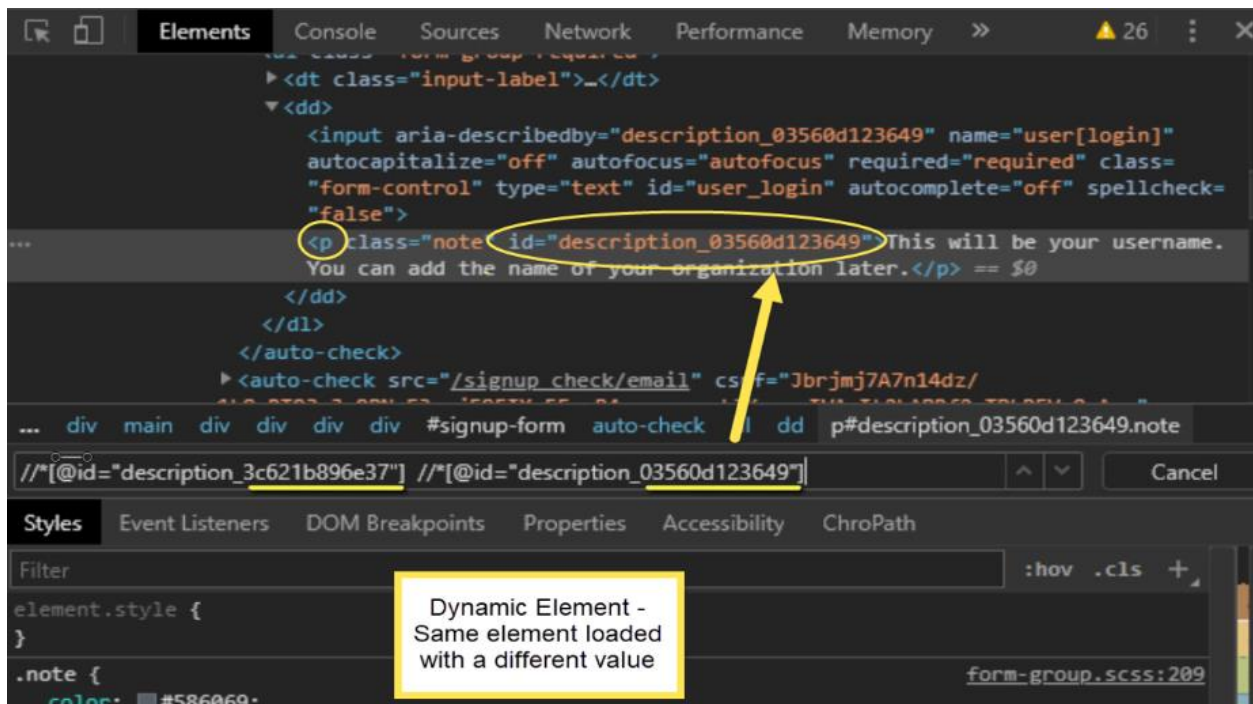 Elements Console Sources Network Performance Memory » 26
<dt class="input-label">…</dt>
<dd>
<input aria-describedby="description_03560d123649" name="user[login]"
autocapitalize="off" autofocus="autofocus" required="required" class=
"form-control" type="text" id="user_login" autocomplete="off" spellcheck=
"false">
... <p class="note" id="description_03560d123649">This will be your username.
You can add the name of your organization later.</p> == $0
</dd>
</dl>
</auto-check>
<auto-check src="/signup_check/email" csrf="Jbrjmj7A7n14dz/
... div main div div div div #signup-form auto-check dd p#description_03560d123649.note
//*[@id="description_3c621b896e37"] //*[@id="description_03560d123649"] Cancel
Styles Event Listeners DOM Breakpoints Properties Accessibility ChroPath
Filter :hov .cls +
element.style {
}
.note { form-group.scss:209
color: #586069;
Dynamic Element -
Same element loaded
with a different value